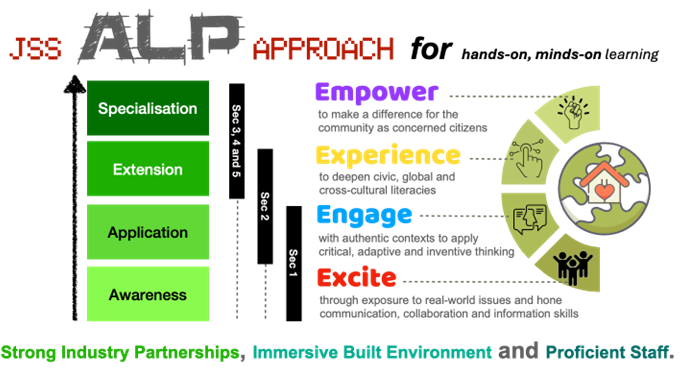 JSS ALP APPROACH for hands-on, minds-on learning
Specialisation
Extension
Application
Awareness
Sec 3, 4 and 5
Sec 2
Sec 1
Empower
to make a difference for the
community as concerned citizens
Experience
to deepen civic, global and
cross-cultural literacies
Engage
with authentic contexts to apply
critical, adaptive and inventive thinking
Excite
through exposure to real-world issues and hone
communication, collaboration and information skills
Strong Industry Partnerships, Immersive Built Environment and Proficient Staff.